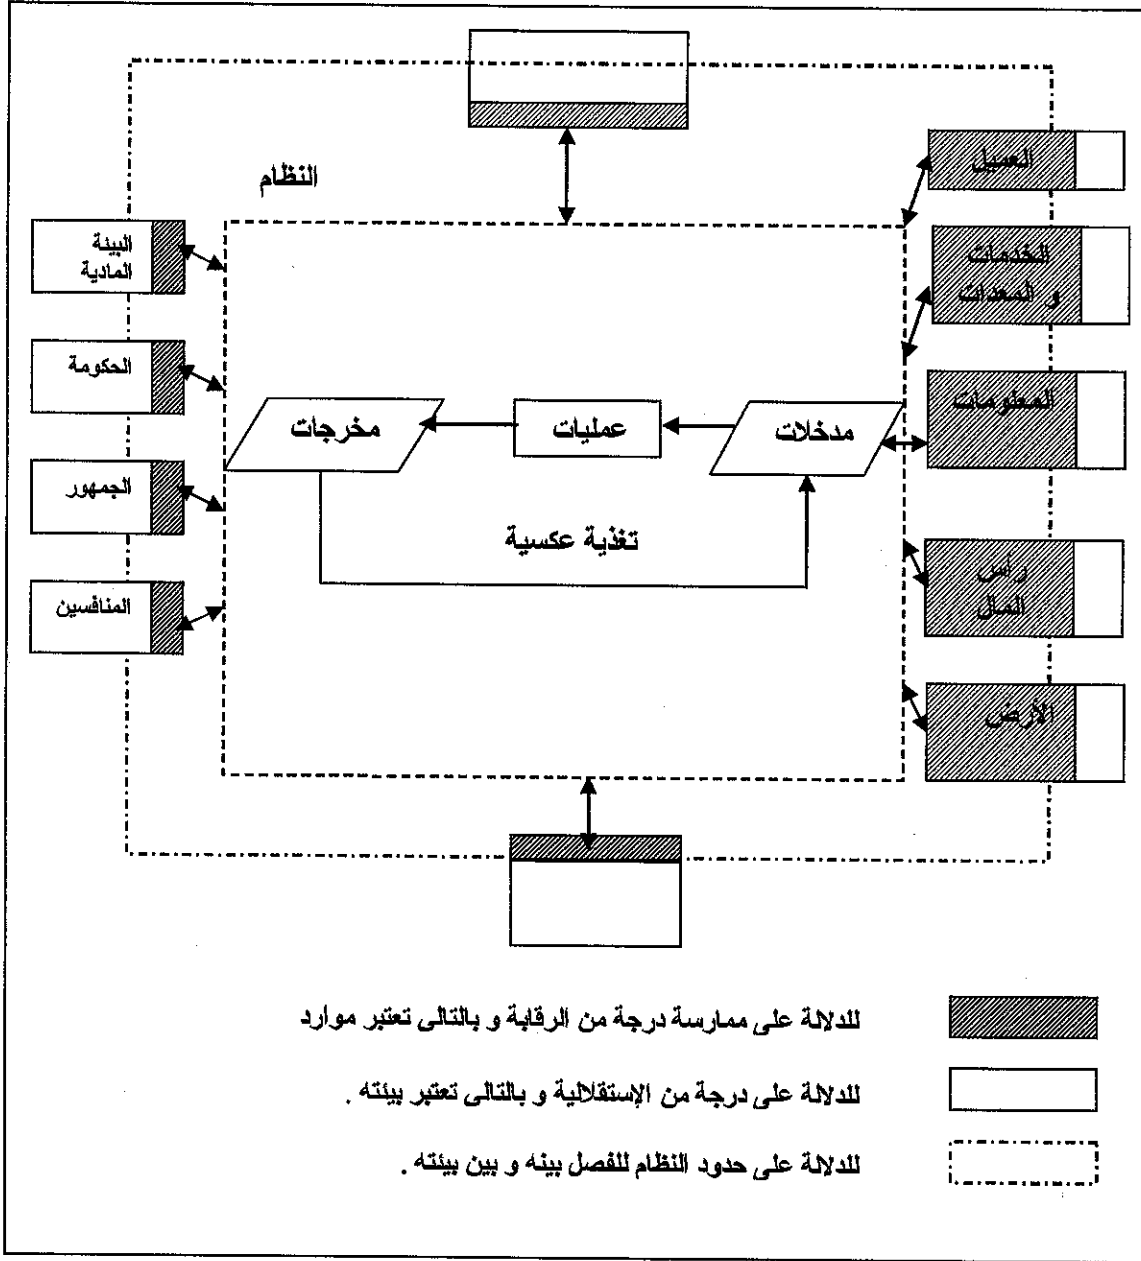 النظام
العميل
الخدمات
و المعدات
المعلومات
رأس
المال
الأرض
البيئة
المادية
الحكومة
الجمهور
المنافسين
مدخلات
عمليات
مخرجات
تغذية عكسية
للدلالة على ممارسة درجة من الرقابة و بالتالى تعتبر موارد
للدلالة على درجة من الإستقلالية و بالتالى تعتبر بيئته .
للدلالة على حدود النظام للفصل بينه و بين بيئته .